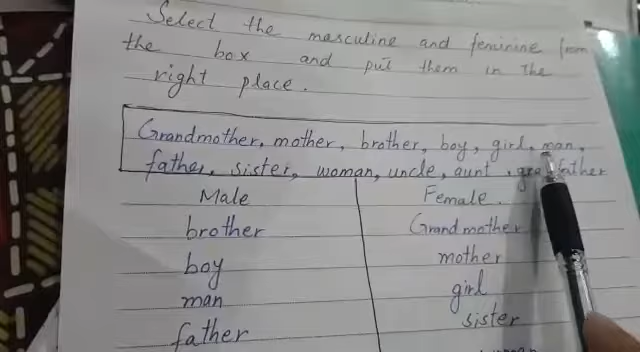 Select the masculine and feminine from
the box and put them in the
right place.
Grandmother, mother, brother, boy, girl, man,
father, sister, woman, uncle, aunt,
Male Female.
brother Grandmother
boy mother
man girl
father sister